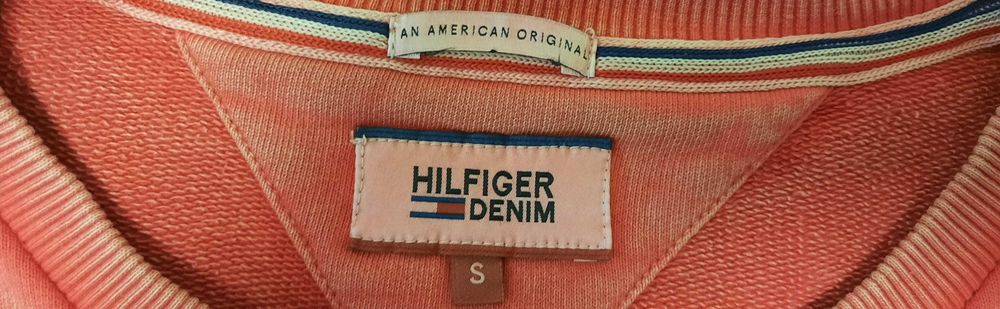 AN AMERICAN ORIGINAL
HILFIGER
DENIM
S